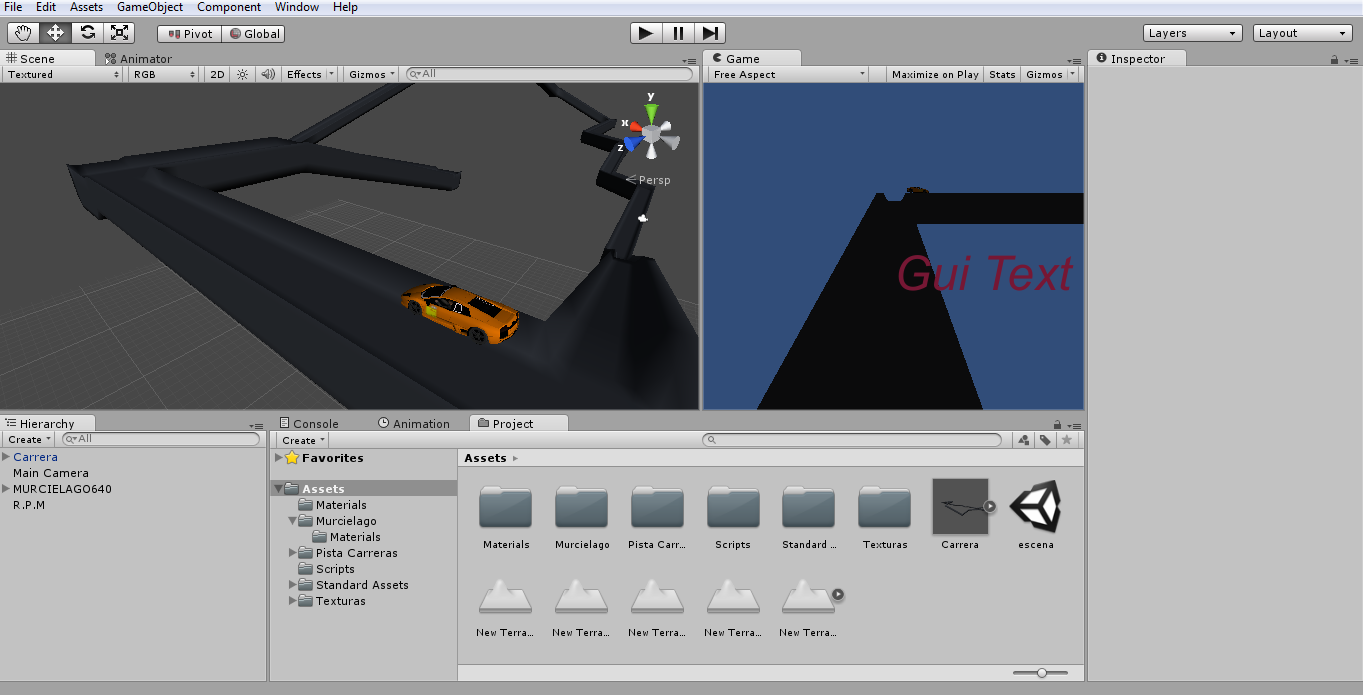 File Edit Assets GameObject Component Window Help
Pivot Global Layers Layout
Scene Animator Game Inspector
Textured RGB 2D Effects Gizmos All Free Aspect Maximize on Play Stats Gizmos
y
x
z
Persp
Gui Text
Hierarchy Console Animation Project
Create All Create
Carrera
Main Camera
MURCIELAGO640
R.P.M
Favorites
Assets
Materials
Murcielago
Materials
Pista Carreras
Scripts
Standard Assets
Texturas
Assets
Materials Murcielago Pista Carr... Scripts Standard ... Texturas Carrera escena
New Terra... New Terra... New Terra... New Terra... New Terra...